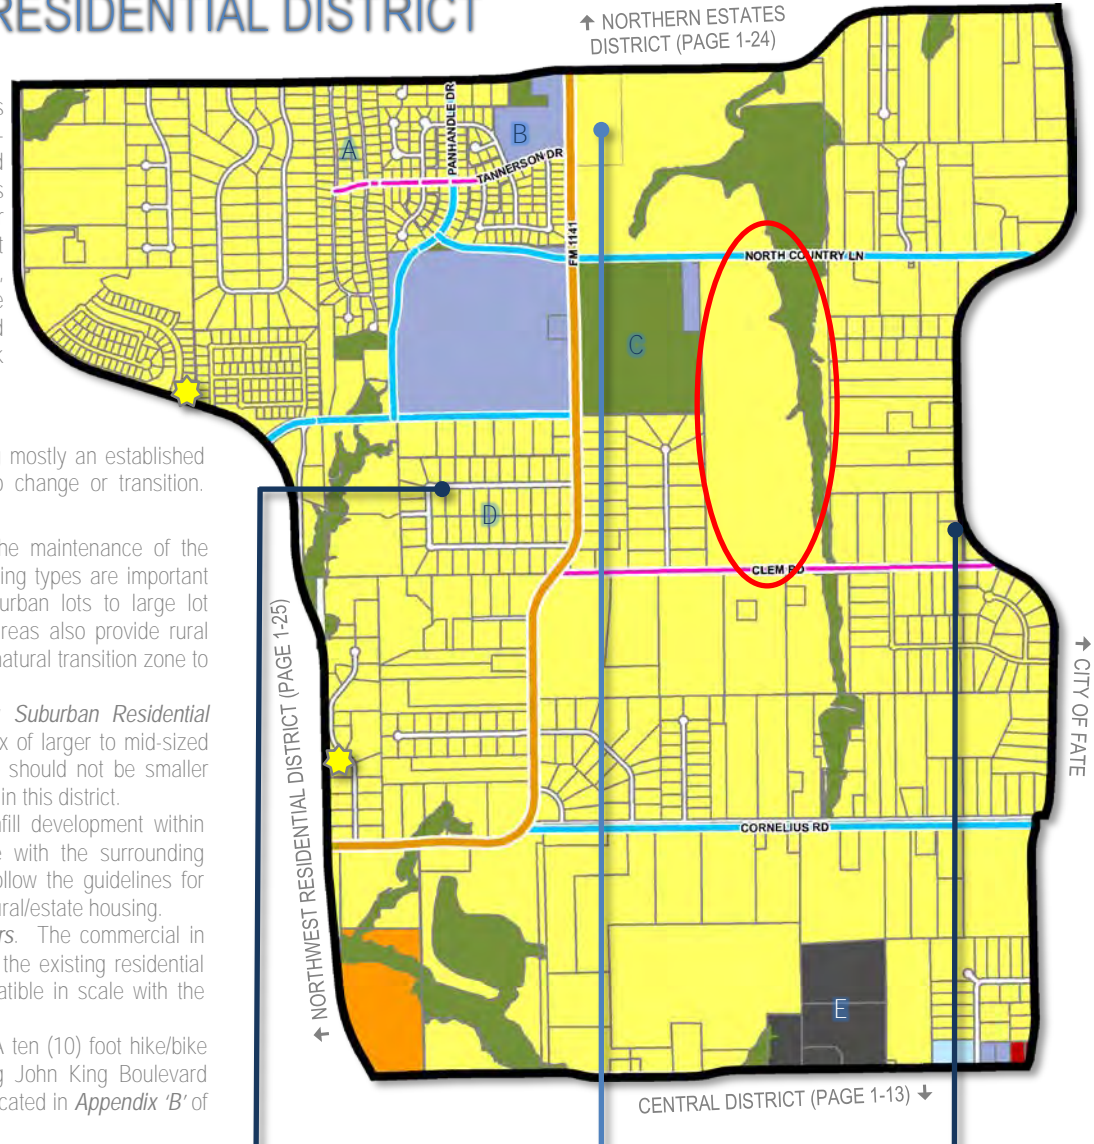 RESIDENTIAL DISTRICT
↑ NORTHERN ESTATES
DISTRICT (PAGE 1-24)
PANHANDLE DR
A
B
TANNERSON DR
FM 1141
NORTH COUNTRY LN
C
mostly an established
change or transition.
D
he maintenance of the
ing types are important
urban lots to large lot
reas also provide rural
natural transition zone to
CLEM RD
← NORTHWEST RESIDENTIAL DISTRICT (PAGE 1-25)
↑ CITY OF FATE
Suburban Residential
x of larger to mid-sized
should not be smaller
in this district.
nfill development within
e with the surrounding
ollow the guidelines for
ural/estate housing.
CORNELIUS RD
rs. The commercial in
the existing residential
atible in scale with the
E
A ten (10) foot hike/bike
g John King Boulevard
cated in Appendix 'B' of
CENTRAL DISTRICT (PAGE 1-13) ↓